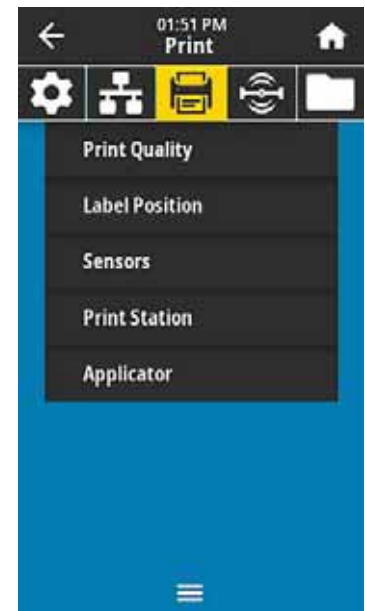 01:51 PM
Print
Print Quality
Label Position
Sensors
Print Station
Applicator